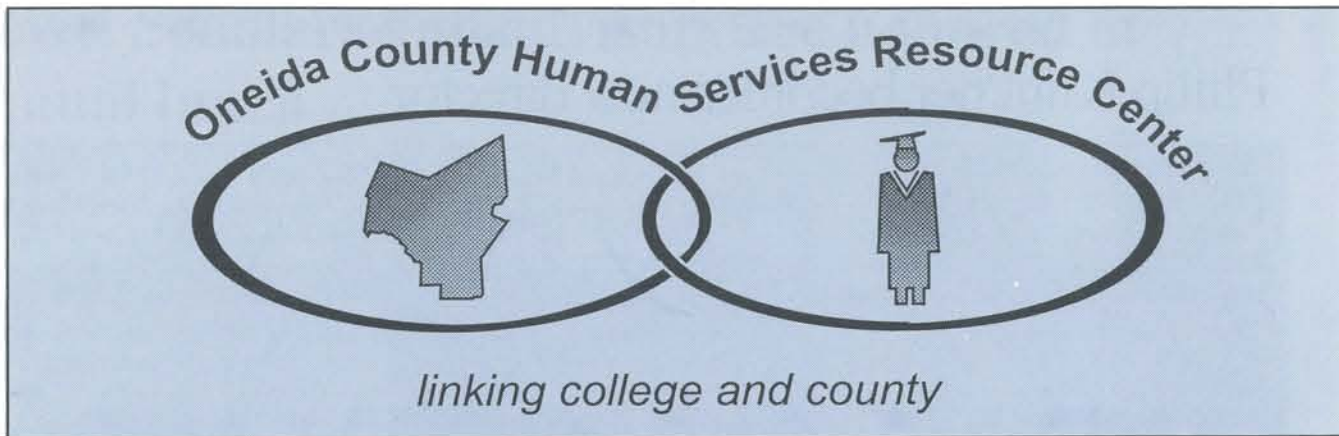 Oneida County Human Services Resource Center
linking college and county